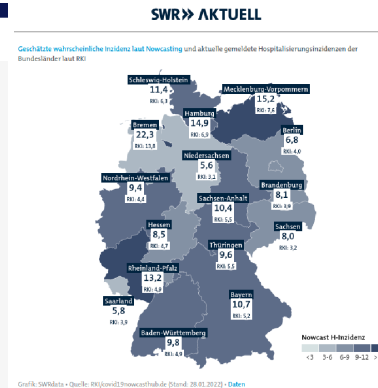 SWR» AKTUELL
Geschätzte wahrscheinliche Inzidenz laut Nowcasting und aktuelle gemeldete Hospitalisierungsinzidenzen der
Bundesländer laut RKI
Schleswig-Holstein
11,4
RKI: 5,3
Mecklenburg-Vorpommern
15,2
RKI: 7,6
Hamburg
14,9
RKI: 5,9
Bremen
22,3
RKI: 13,8
Berlin
6,8
RKI: 4,0
Niedersachsen
5,6
RKI: 3,1
Nordrhein-Westfalen
9,4
RKI: 4,4
Brandenburg
8,1
RKI: 3,9
Sachsen-Anhalt
10,4
RKI: 5,5
Hessen
8,5
RKI: 4,7
Sachsen
8,0
RKI: 3,2
Thüringen
9,6
RKI: 5,5
Rheinland-Pfalz
13,2
RKI: 4,9
Saarland
5,8
RKI: 3,9
Bayern
10,7
RKI: 5,2
Baden-Württemberg
9,8
RKI: 4,9
Nowcast H-Inzidenz
<3 3-6 6-9 9-12 >
Grafik: SWRdata • Quelle: RKI/kovid19nowcasthub.de (Stand: 28.01.2022) • Daten